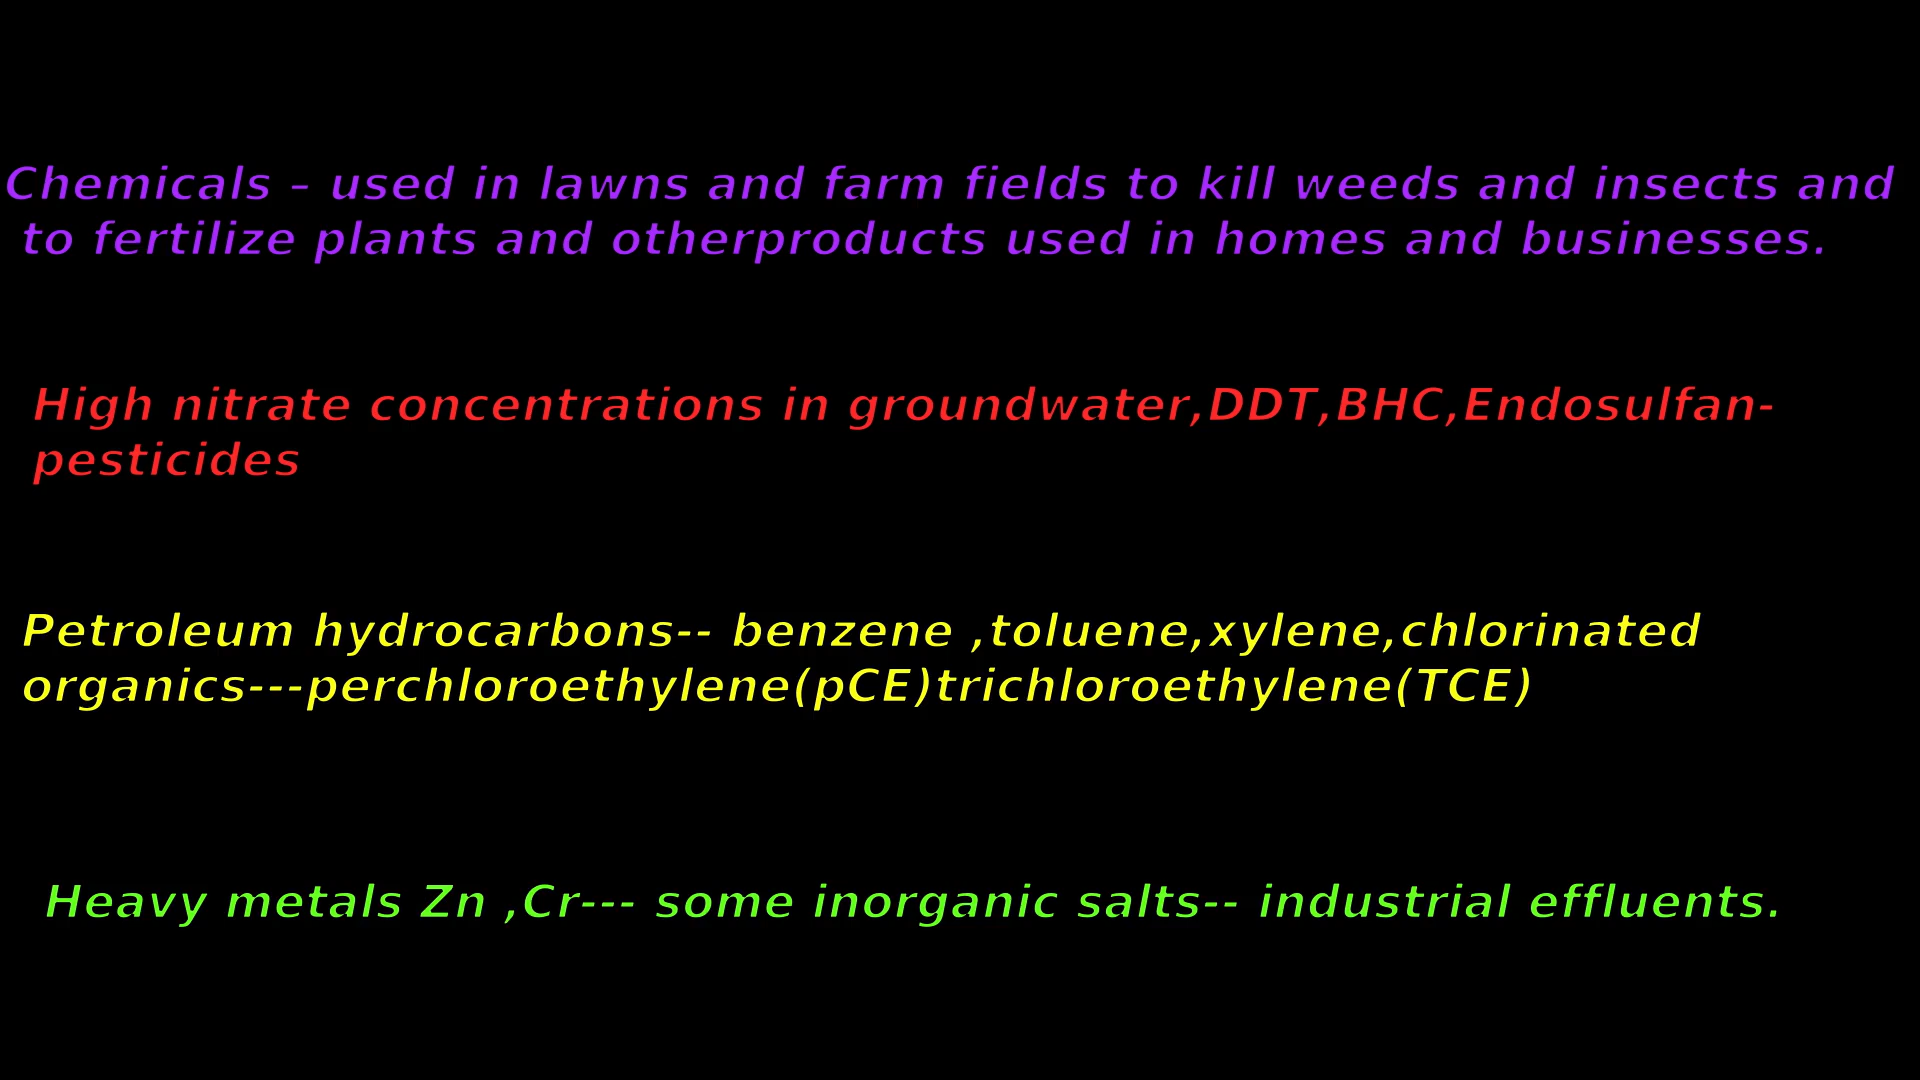 Chemicals – used in lawns and farm fields to kill weeds and insects and
to fertilize plants and otherproducts used in homes and businesses.
High nitrate concentrations in groundwater,DDT,BHC,Endosulfan-
pesticides
Petroleum hydrocarbons-- benzene ,toluene,xylene,chlorinated
organics---perchloroethylene(pCE)trichloroethylene(TCE)
Heavy metals Zn ,Cr--- some inorganic salts-- industrial effluents.